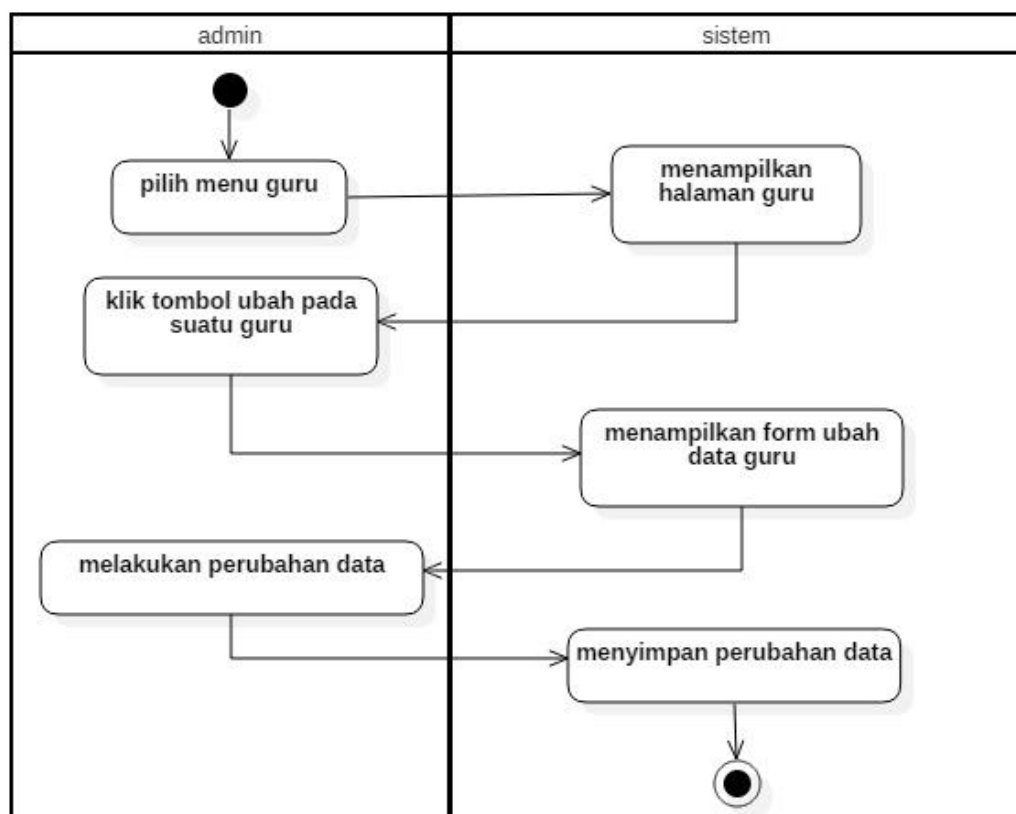 admin
sistem
pilih menu guru
menampilkan
halaman guru
klik tombol ubah pada
suatu guru
menampilkan form ubah
data guru
melakukan perubahan data
menyimpan perubahan data